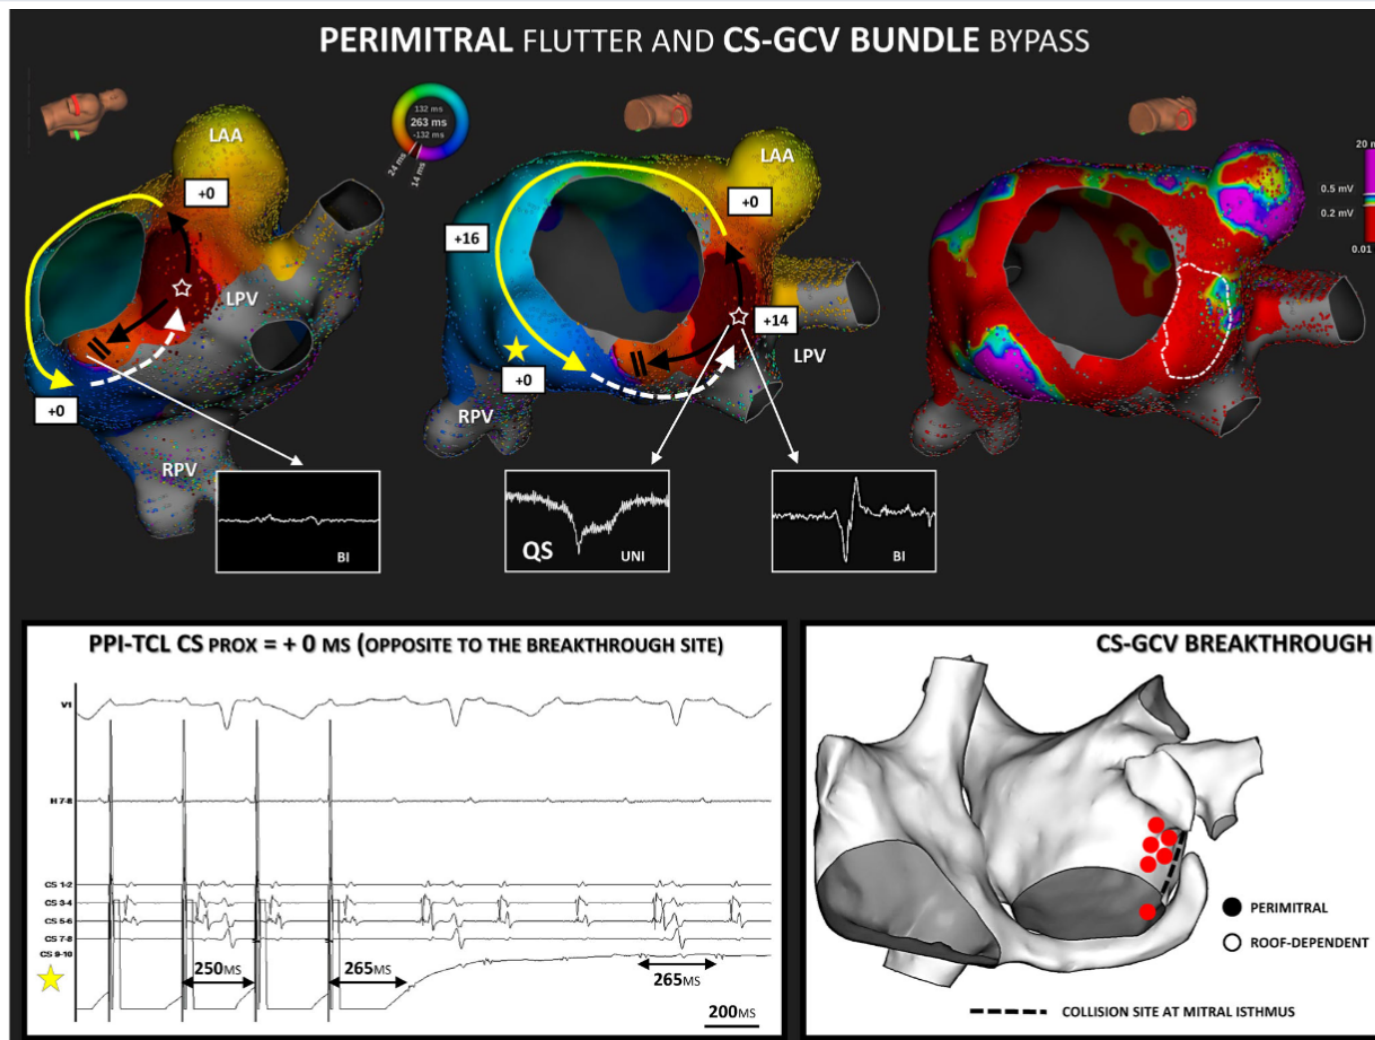 PERIMITRAL FLUTTER AND CS-GCV BUNDLE BYPASS
LAA
+0
LPV
+0
RPV
BI
132 ms
263 ms
-132 ms
24 ms
14 ms
LAA
+0
+16
+14
LPV
+0
RPV
QS
UNI
BI
20 m
0.5 mV
0.2 mV
0.01
PPI-TCL CS PROX = + 0 MS (OPPOSITE TO THE BREAKTHROUGH SITE)
V1
H 7-8
CS 1-2
CS 3-4
CS 5-6
CS 7-8
CS 9-10
250MS
265MS
265MS
200MS
CS-GCV BREAKTHROUGH
PERIMITRAL
ROOF-DEPENDENT
COLLISION SITE AT MITRAL ISTHMUS